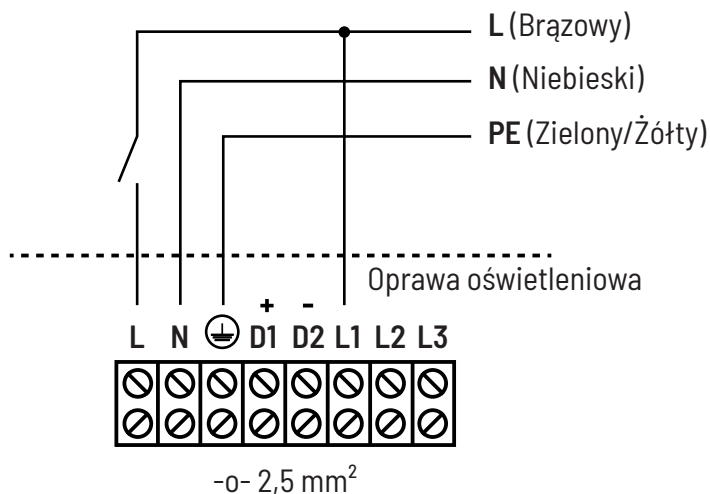 L (Brązowy)
N (Niebieski)
PE (Zielony/Żółty)
Oprawa oświetleniowa
+ -
L N D1 D2 L1 L2 L3
-o- 2,5 mm²